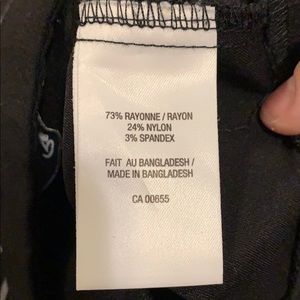 73% RAYONNE / RAYON
24% NYLON
3% SPANDEX
FAIT AU BANGLADESH /
MADE IN BANGLADESH
CA 00655